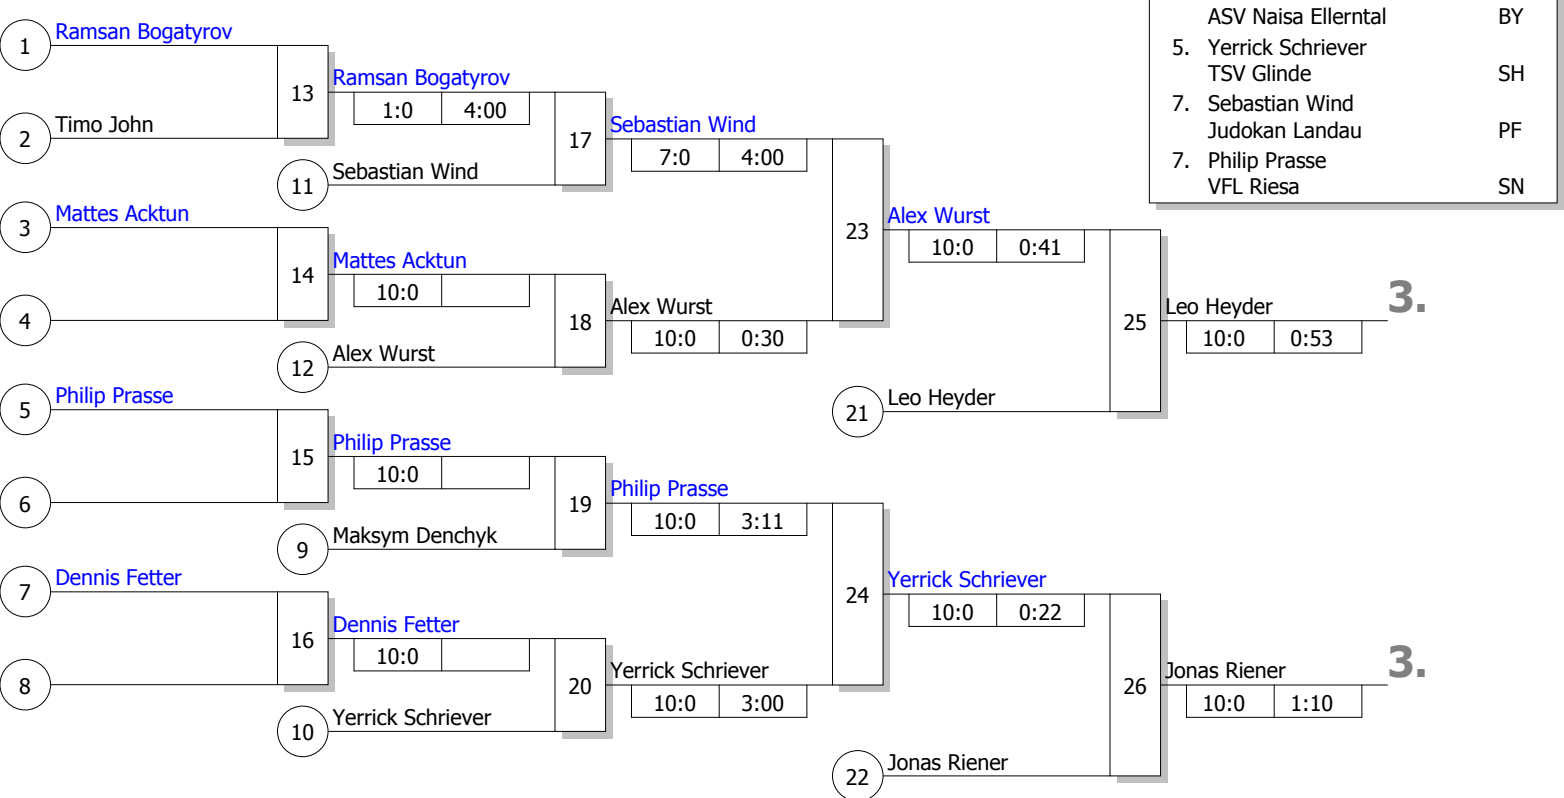 ASV Naisa Ellerntal BY
5. Yerrick Schriever
TSV Glinde SH
7. Sebastian Wind
Judokan Landau PF
7. Philip Prasse
VFL Riesa SN
1 Ramsan Bogatyrov
13 Ramsan Bogatyrov
1:0 4:00
2 Timo John
17 Sebastian Wind
7:0 4:00
11 Sebastian Wind
3 Mattes Acktun
23 Alex Wurst
10:0 0:41
14 Mattes Acktun
10:0
4
18 Alex Wurst
10:0 0:30
12 Alex Wurst
25 Leo Heyder 3.
10:0 0:53
5 Philip Prasse
21 Leo Heyder
15 Philip Prasse
10:0
6
19 Philip Prasse
10:0 3:11
9 Maksym Denchyk
7 Dennis Fetter
24 Yerrick Schriever
10:0 0:22
16 Dennis Fetter
10:0
8
20 Yerrick Schriever
10:0 3:00
26 Jonas Riener 3.
10:0 1:10
10 Yerrick Schriever
22 Jonas Riener